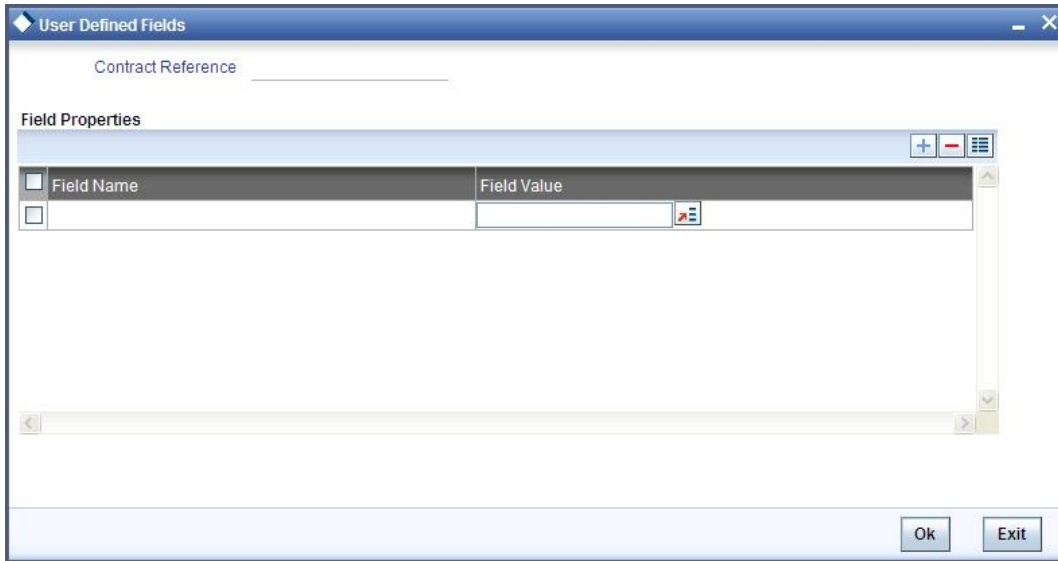 User Defined Fields
Contract Reference
Field Properties
Field Name Field Value
Ok Exit